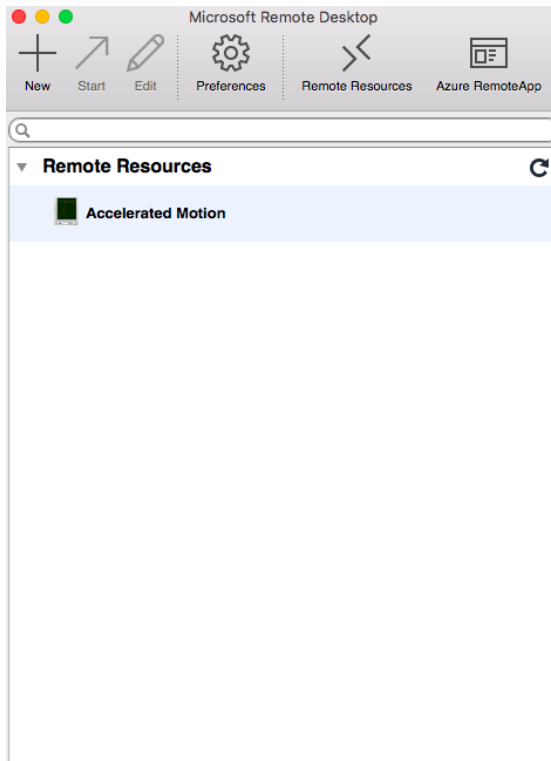 Microsoft Remote Desktop
New Start Edit Preferences Remote Resources Azure RemoteApp
Remote Resources
Accelerated Motion